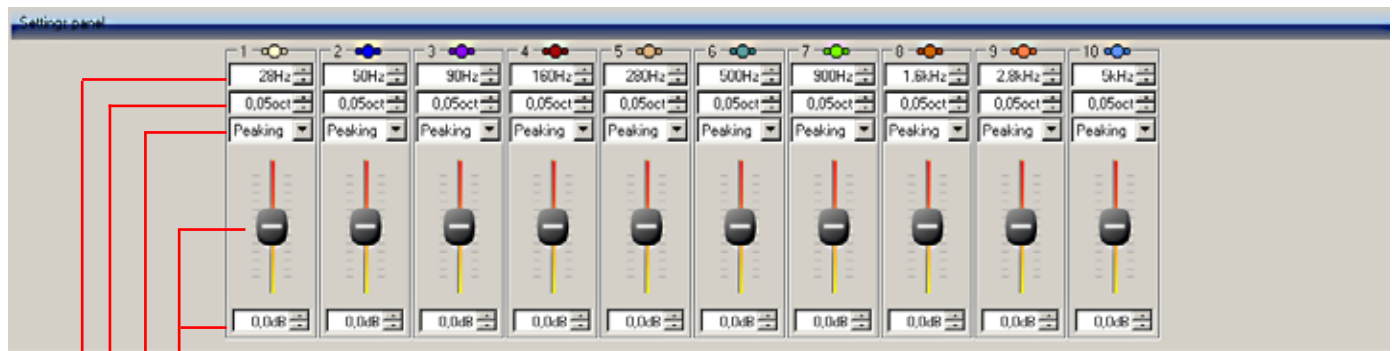 Settings panel
1 2 3 4 5 6 7 8 9 10
28Hz 50Hz 90Hz 160Hz 280Hz 500Hz 900Hz 1.6kHz 2.8kHz 5kHz
0,05oct 0,05oct 0,05oct 0,05oct 0,05oct 0,05oct 0,05oct 0,05oct 0,05oct 0,05oct
Peaking Peaking Peaking Peaking Peaking Peaking Peaking Peaking Peaking Peaking
0,0dB 0,0dB 0,0dB 0,0dB 0,0dB 0,0dB 0,0dB 0,0dB 0,0dB 0,0dB